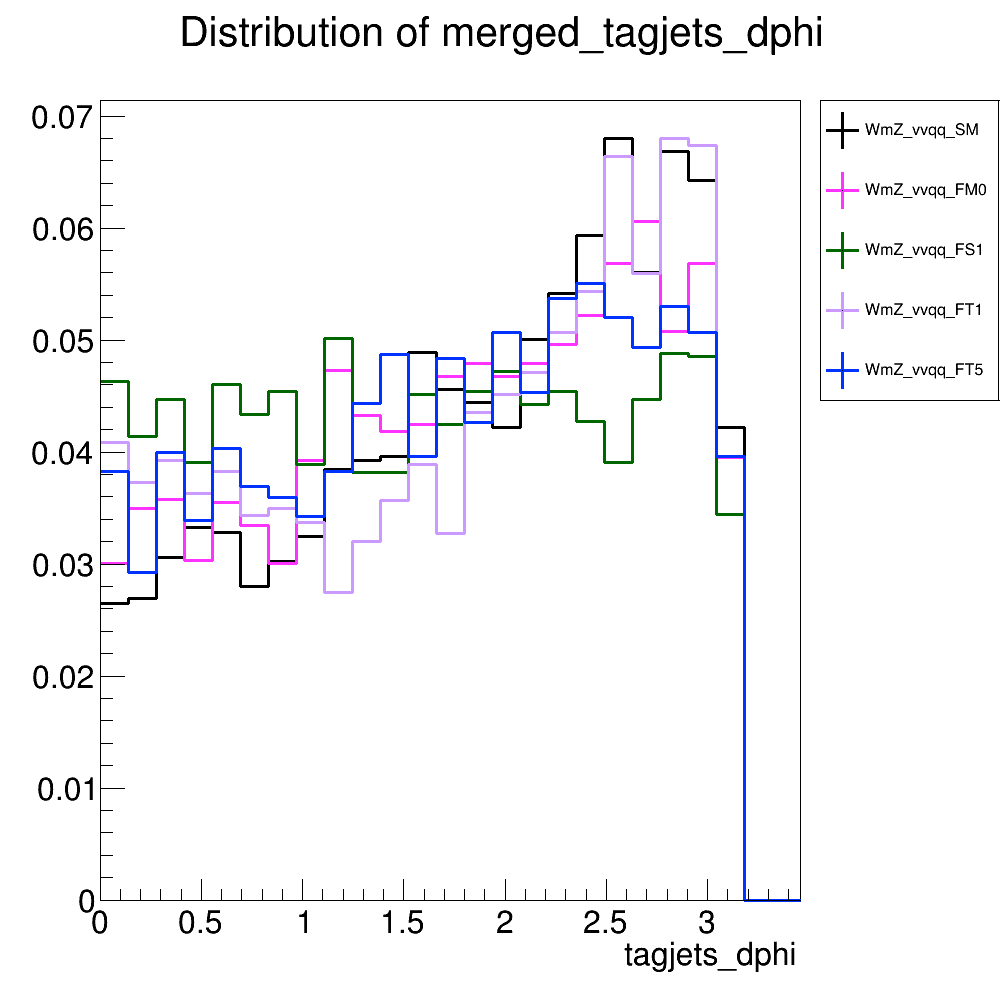 Distribution of merged_tagjets_dphi
0.07
0.06
0.05
0.04
0.03
0.02
0.01
0
0 0.5 1 1.5 2 2.5 3
tagjets_dphi
WmZ_vvqq_SM
WmZ_vvqq_FM0
WmZ_vvqq_FS1
WmZ_vvqq_FT1
WmZ_vvqq_FT5